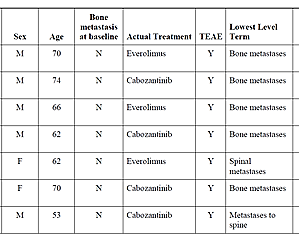 Sex Age Bone metastasis at baseline Actual Treatment TEAE Lowest Level Term
M 70 N Everolimus Y Bone metastases
M 74 N Cabozantinib Y Bone metastases
M 66 N Everolimus Y Bone metastases
M 62 N Cabozantinib Y Bone metastases
F 62 N Everolimus Y Spinal metastases
F 70 N Cabozantinib Y Bone metastases
M 53 N Cabozantinib Y Metastases to spine